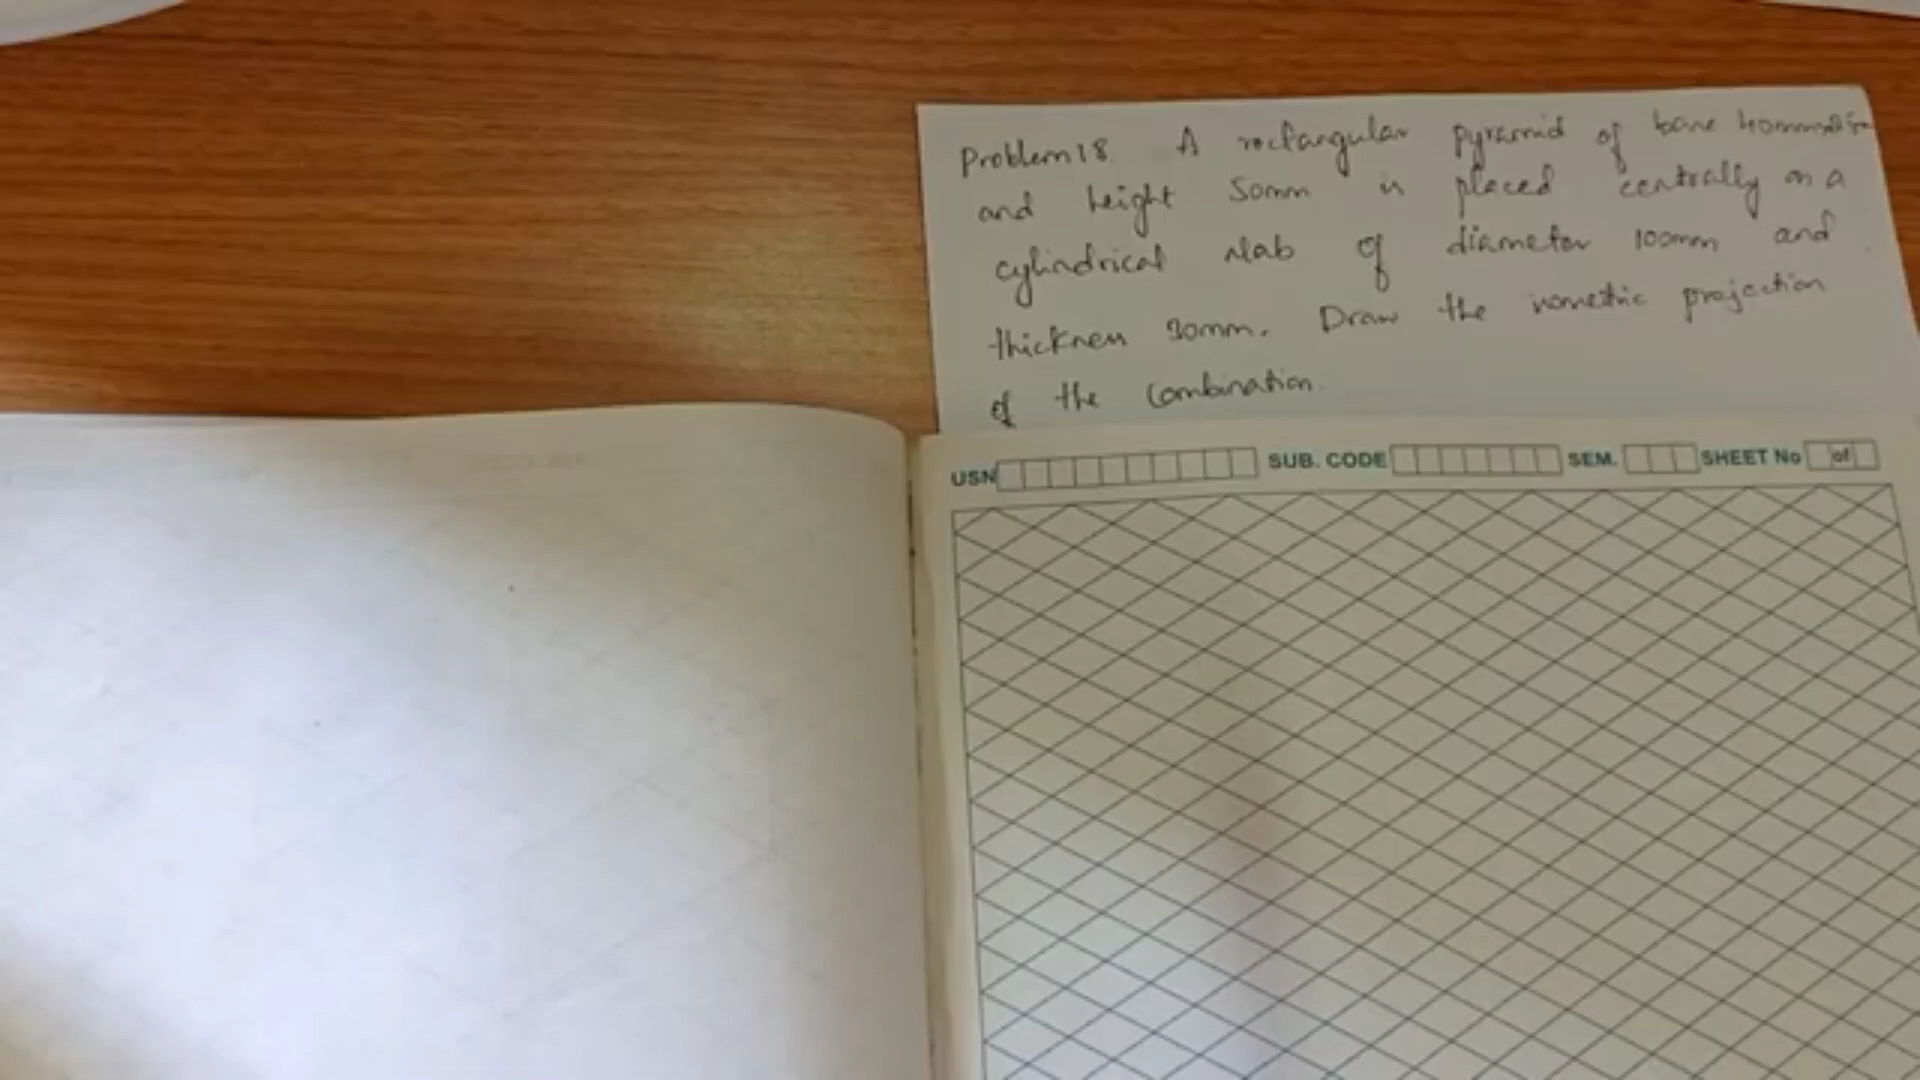 Problem 18 A rectangular pyramid of base 40mm
and height 50mm is placed centrally on a
cylindrical slab of diameter 100mm and
thickness 30mm. Draw the isometric projection
of the combination.
USN SUB. CODE SEM. SHEET No of